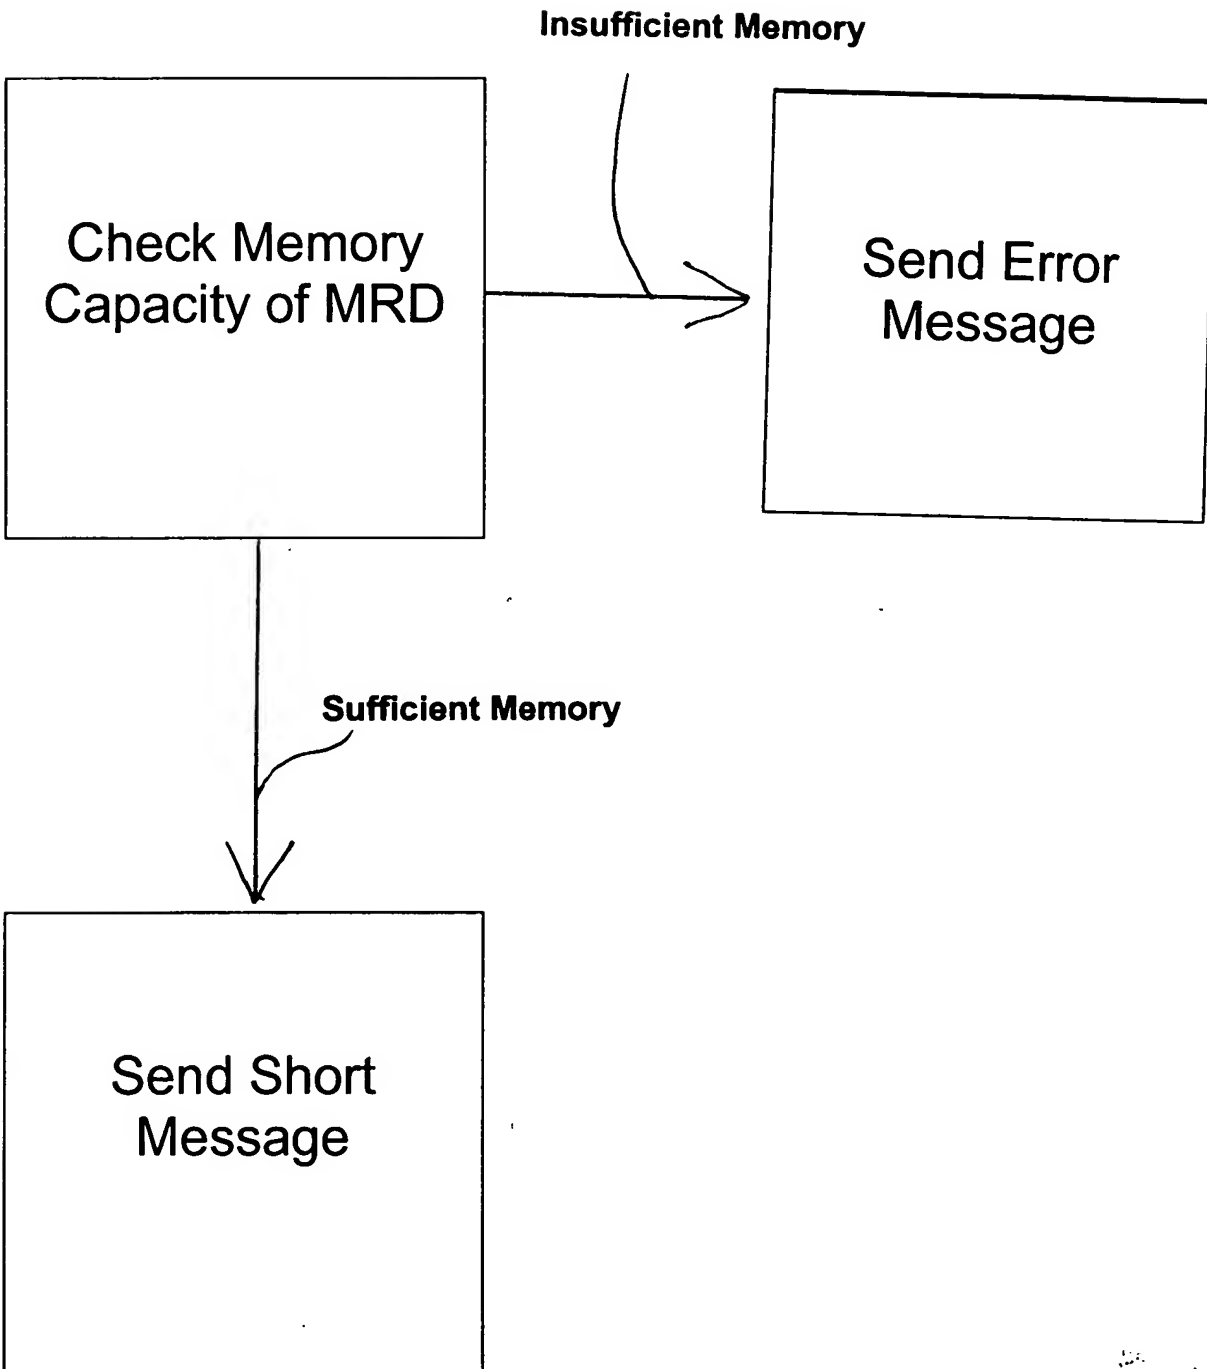 Insufficient Memory
Check Memory
Capacity of MRD
Send Error
Message
Sufficient Memory
Send Short
Message